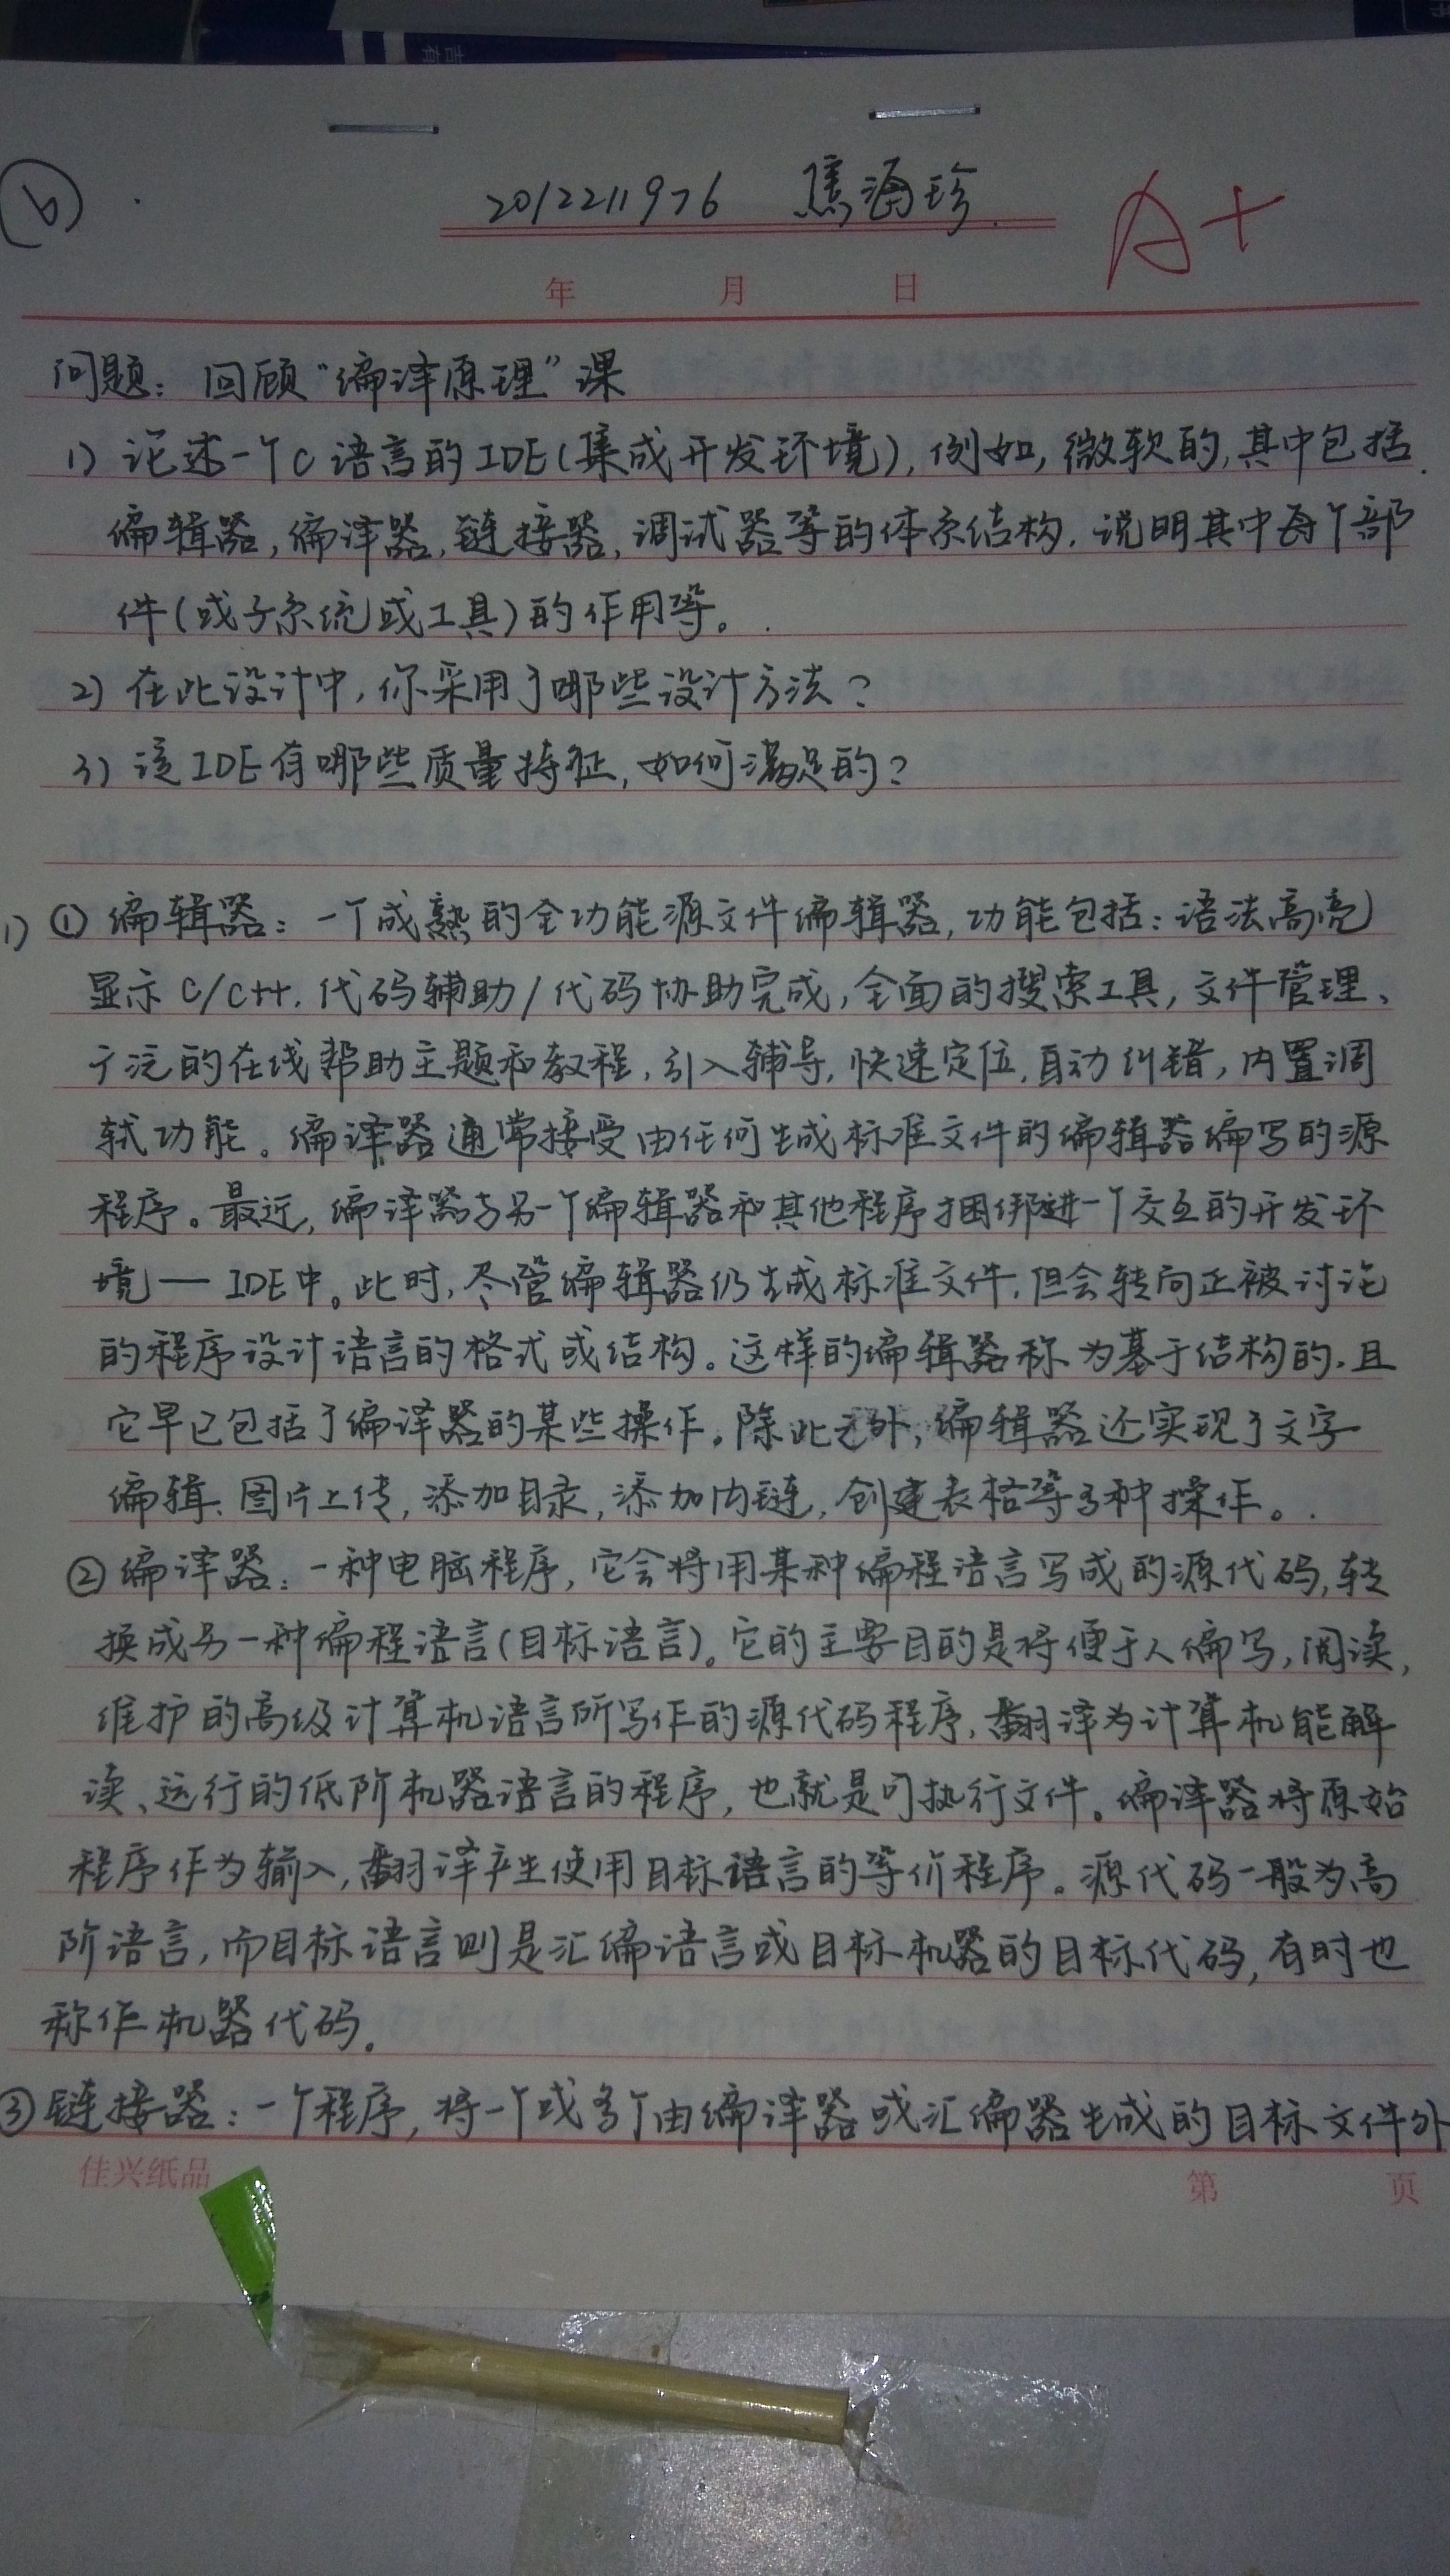 6
2012211976 焦海珍
A+
年 月 日
问题：回顾“编译原理”课
1) 论述一个C语言的IDE(集成开发环境),例如,微软的,其中包括
编辑器,编译器,链接器,调试器等的体系结构.说明其中每个部
件(或子系统或工具)的作用等。
2) 在此设计中,你采用了哪些设计方法?
3) 该IDE有哪些质量特征,如何满足的?
1) ① 编辑器：一个成熟的全功能源文件编辑器,功能包括：语法高亮
显示C/C++.代码辅助/代码协助完成,全面的搜索工具,文件管理、
广泛的在线帮助主题和教程,引入辅导,快速定位,自动纠错,内置调
试功能。编译器通常接受由任何生成标准文件的编辑器编写的源
程序。最近,编译器与另一个编辑器和其他程序捆绑进一个交互的开发环
境—IDE中。此时,尽管编辑器仍生成标准文件,但会转向正被讨论
的程序设计语言的格式或结构。这样的编辑器称为基于结构的,且
它早已包括了编译器的某些操作。除此之外,编辑器还实现了文字
编辑、图片上传,添加目录,添加内链,创建表格等多种操作。
② 编译器：一种电脑程序,它会将用某种编程语言写成的源代码,转
换成另一种编程语言(目标语言)。它的主要目的是将便于人编写,阅读,
维护的高级计算机语言所写作的源代码程序,翻译为计算机能解
读、运行的低阶机器语言的程序,也就是可执行文件。编译器将原始
程序作为输入,翻译产生使用目标语言的等价程序。源代码一般为高
阶语言,而目标语言则是汇编语言或目标机器的目标代码,有时也
称作机器代码。
③链接器：一个程序,将一个或多个由编译器或汇编器生成的目标文件外
佳兴纸品 第 页